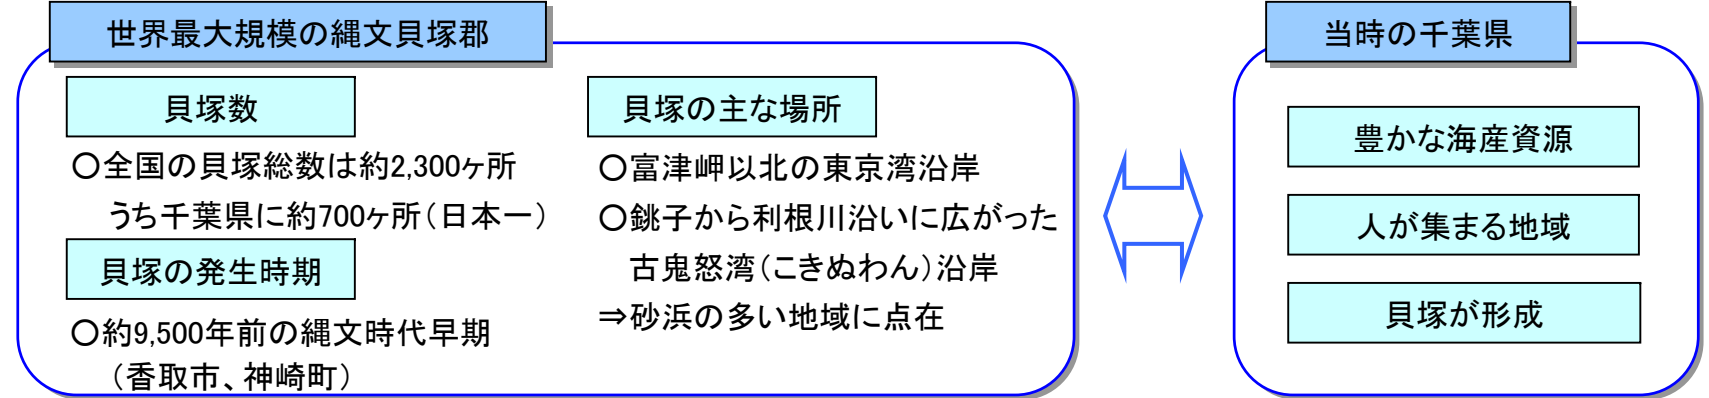 世界最大規模の縄文貝塚郡
貝塚数
〇全国の貝塚総数は約2,300ヶ所
うち千葉県に約700ヶ所（日本一）
貝塚の発生時期
〇約9,500年前の縄文時代早期
（香取市、神崎町）
貝塚の主な場所
〇富津岬以北の東京湾沿岸
〇銚子から利根川沿いに広がった
古鬼怒湾（こきぬわん）沿岸
⇒砂浜の多い地域に点在
当時の千葉県
豊かな海産資源
人が集まる地域
貝塚が形成